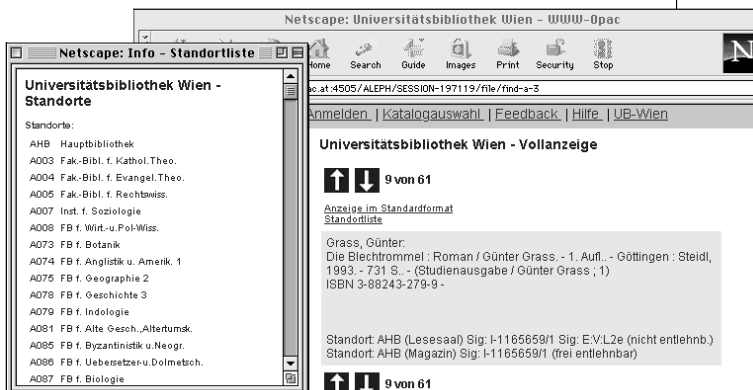 Netscape: Universitätsbibliothek Wien - WWW-Opac
Home Search Guide Images Print Security Stop
N
ac.at:4505/ALEPH/SESSION-197119/file/find-a-3
Anmelden | Katalogauswahl | Feedback | Hilfe | UB-Wien
Universitätsbibliothek Wien - Vollanzeige
9 von 61
Anzeige im Standardformat
Standortliste
Grass, Günter:
Die Blechtrommel : Roman / Günter Grass. - 1. Aufl.. - Göttingen : Steidl,
1993. - 731 S.. - (Studienausgabe / Günter Grass ; 1)
ISBN 3-88243-279-9 -
Standort: AHB (Lesesaal) Sig: I-1165659/1 Sig: E:V:L2e (nicht entlehnb.)
Standort: AHB (Magazin) Sig: I-1165659/1 (frei entlehnbar)
9 von 61
Netscape: Info - Standortliste
Universitätsbibliothek Wien -
Standorte
Standorte:
AHB Hauptbibliothek
A003 Fak.-Bibl. f. Kathol.Theo.
A004 Fak.-Bibl. f. Evangel.Theo.
A005 Fak.-Bibl. f. Rechtswiss.
A007 Inst. f. Soziologie
A008 FB f. Wirt.-u.Pol-Wiss.
A073 FB f. Botanik
A074 FB f. Anglistik u. Amerik. 1
A075 FB f. Geographie 2
A078 FB f. Geschichte 3
A079 FB f. Indologie
A081 FB f. Alte Gesch.,Altertumsk.
A085 FB f. Byzantinistik u.Neogr.
A086 FB f. Uebersetzer-u.Dolmetsch.
A087 FB f. Biologie